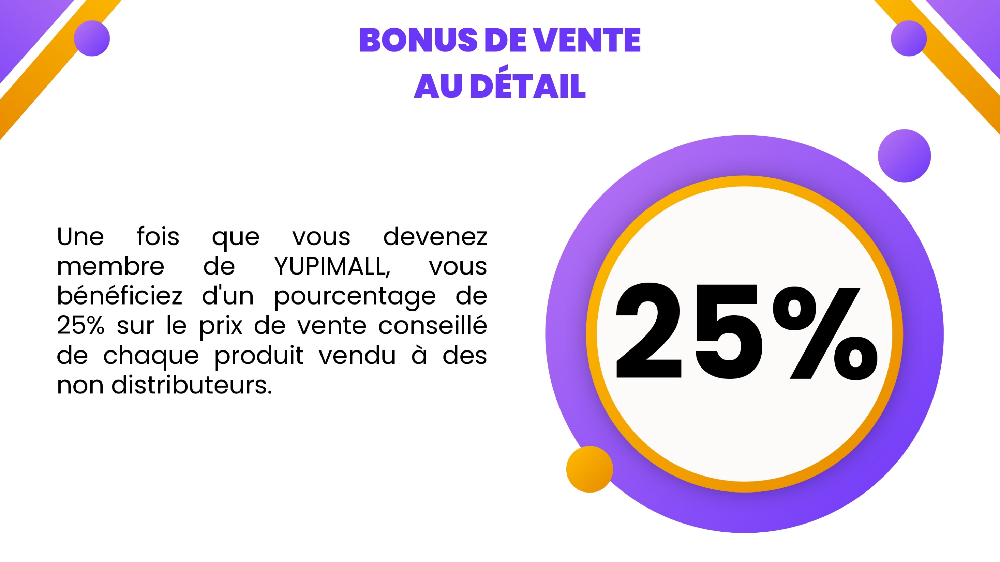 BONUS DE VENTE
AU DÉTAIL
Une fois que vous devenez
membre de YUPIMALL, vous
bénéficiez d'un pourcentage de
25% sur le prix de vente conseillé
de chaque produit vendu à des
non distributeurs.
25%